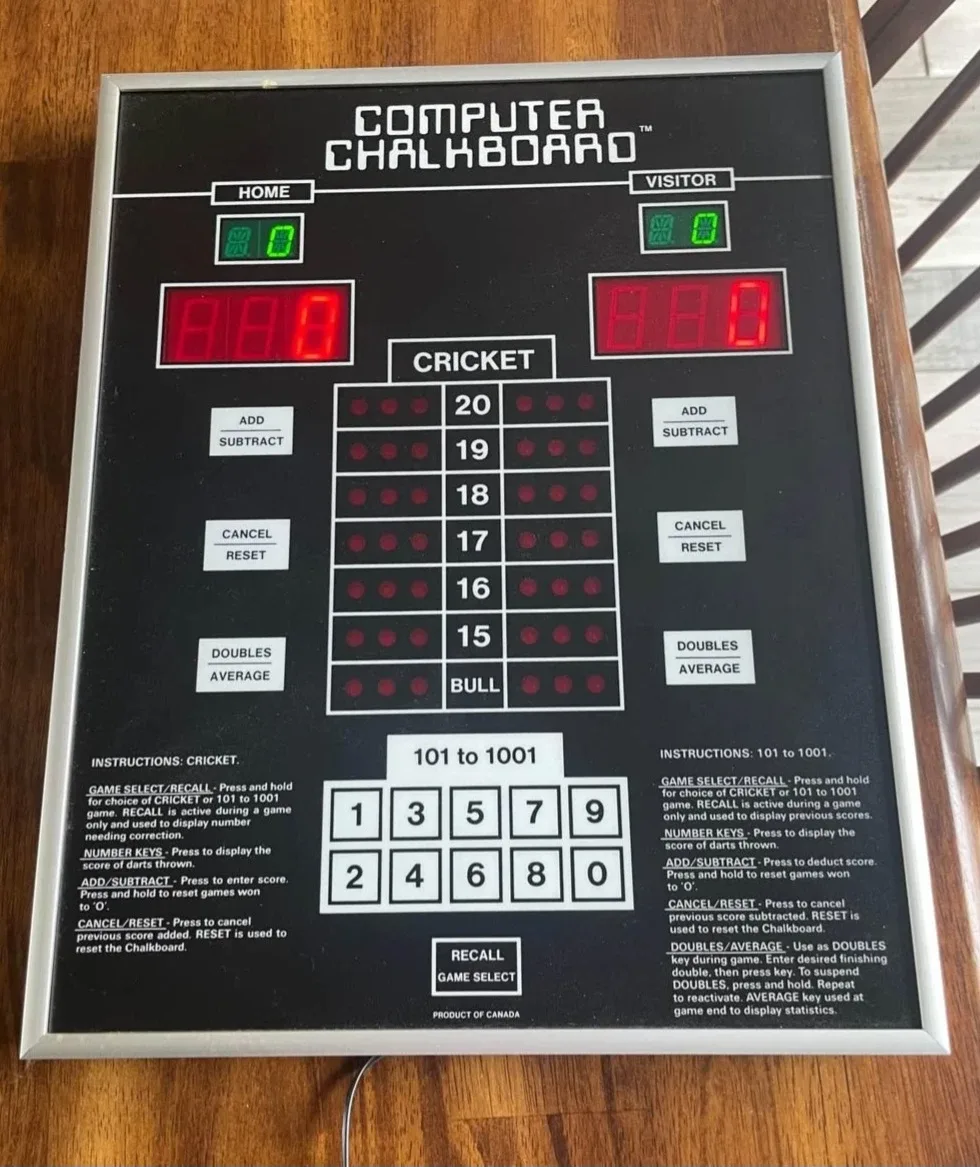 COMPUTER
CHALKBOARD™
HOME
VISITOR
0
0
0
0
CRICKET
20
19
18
17
16
15
BULL
ADD
SUBTRACT
CANCEL
RESET
DOUBLES
AVERAGE
ADD
SUBTRACT
CANCEL
RESET
DOUBLES
AVERAGE
101 to 1001
1 3 5 7 9
2 4 6 8 0
RECALL
GAME SELECT
PRODUCT OF CANADA
INSTRUCTIONS: CRICKET.
GAME SELECT/RECALL - Press and hold
for choice of CRICKET or 101 to 1001
game. RECALL is active during a game
only and used to display number
needing correction.
NUMBER KEYS - Press to display the
score of darts thrown.
ADD/SUBTRACT - Press to enter score.
Press and hold to reset games won
to 'O'.
CANCEL/RESET - Press to cancel
previous score added. RESET is used to
reset the Chalkboard.
INSTRUCTIONS: 101 to 1001.
GAME SELECT/RECALL - Press and hold
for choice of CRICKET or 101 to 1001
game. RECALL is active during a game
only and used to display previous scores.
NUMBER KEYS - Press to display the
score of darts thrown.
ADD/SUBTRACT - Press to deduct score.
Press and hold to reset games won
to 'O'.
CANCEL/RESET - Press to cancel
previous score subtracted. RESET is
used to reset the Chalkboard.
DOUBLES/AVERAGE - Use as DOUBLES
key during game. Enter desired finishing
double, then press key. To suspend
DOUBLES, press and hold. Repeat
to reactivate. AVERAGE key used at
game end to display statistics.